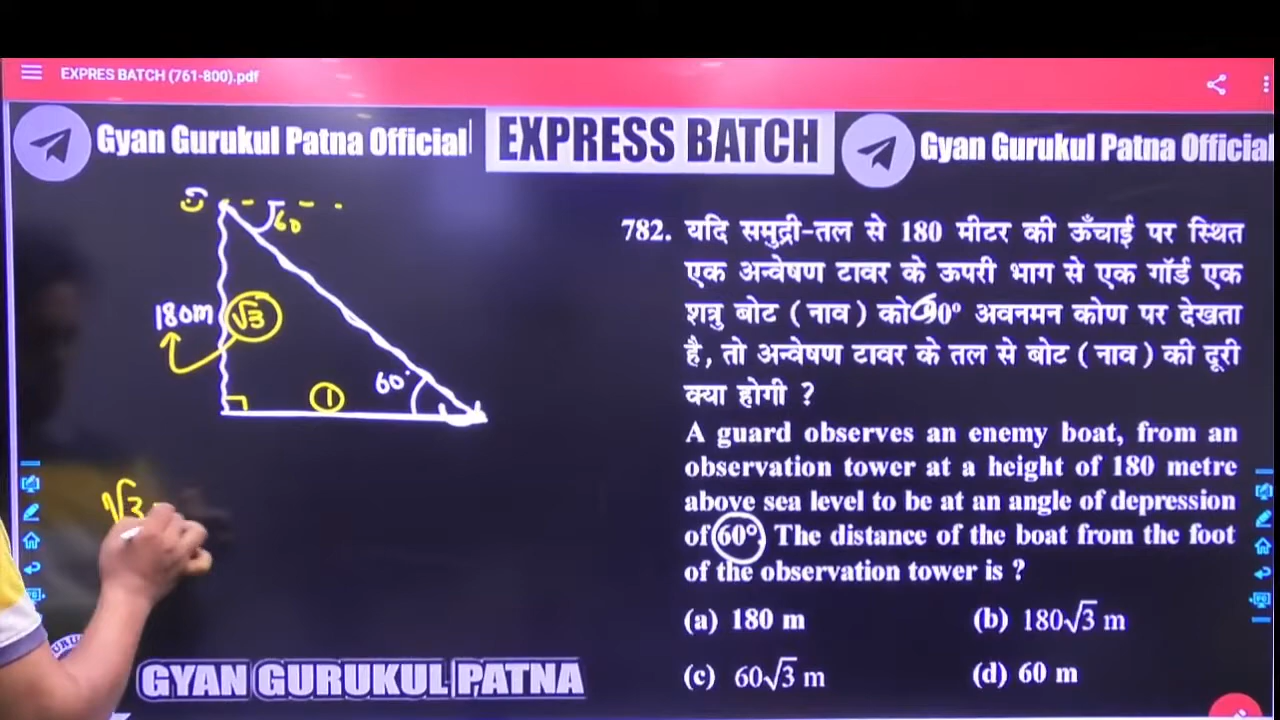 EXPRES BATCH (761-800).pdf
Gyan Gurukul Patna Official
EXPRESS BATCH
Gyan Gurukul Patna Official
60
180m
√3
60°
1
√3
782. यदि समुद्री-तल से 180 मीटर की ऊँचाई पर स्थित
एक अन्वेषण टावर के ऊपरी भाग से एक गॉर्ड एक
शत्रु बोट ( नाव ) को 60° अवनमन कोण पर देखता
है, तो अन्वेषण टावर के तल से बोट ( नाव ) की दूरी
क्या होगी ?
A guard observes an enemy boat, from an
observation tower at a height of 180 metre
above sea level to be at an angle of depression
of 60°. The distance of the boat from the foot
of the observation tower is ?
(a) 180 m
(b) 180√3 m
(c) 60√3 m
(d) 60 m
GYAN GURUKUL PATNA